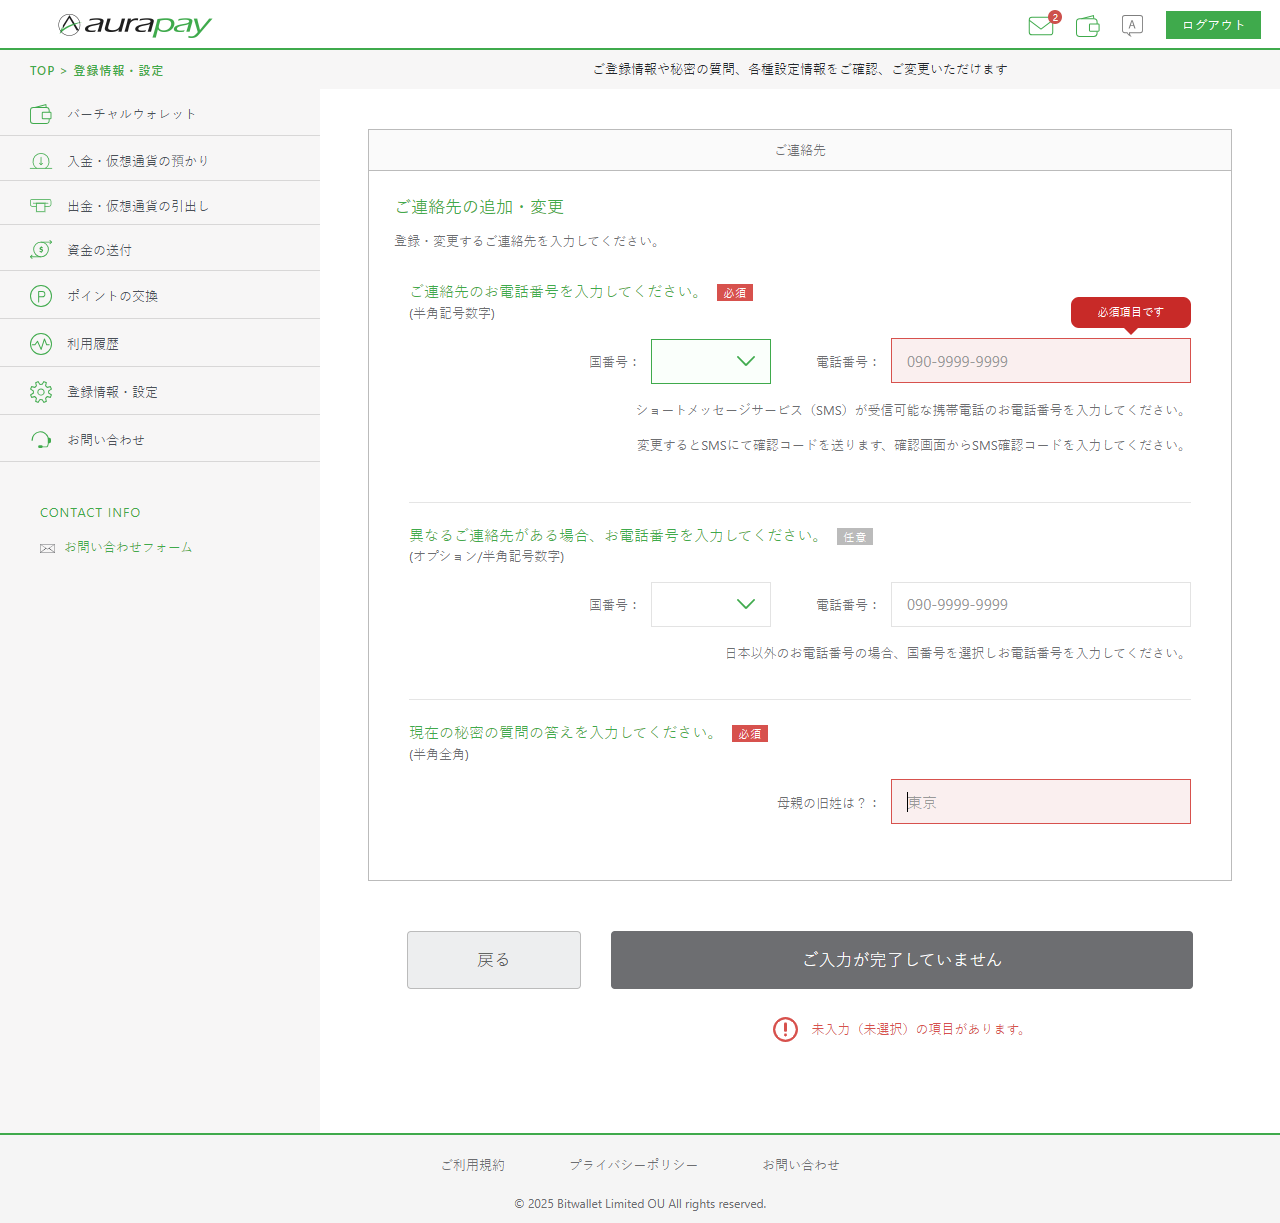 aurapay
2
A
ログアウト
TOP > 登録情報・設定
ご登録情報や秘密の質問、各種設定情報をご確認、ご変更いただけます
バーチャルウォレット
入金・仮想通貨の預かり
出金・仮想通貨の引出し
資金の送付
ポイントの交換
利用履歴
登録情報・設定
お問い合わせ
CONTACT INFO
お問い合わせフォーム
ご連絡先
ご連絡先の追加・変更
登録・変更するご連絡先を入力してください。
ご連絡先のお電話番号を入力してください。 必須
(半角記号数字)
必須項目です
国番号： 電話番号： 090-9999-9999
ショートメッセージサービス（SMS）が受信可能な携帯電話のお電話番号を入力してください。
変更するとSMSにて確認コードを送ります、確認画面からSMS確認コードを入力してください。
異なるご連絡先がある場合、お電話番号を入力してください。 任意
(オプション/半角記号数字)
国番号： 電話番号： 090-9999-9999
日本以外のお電話番号の場合、国番号を選択しお電話番号を入力してください。
現在の秘密の質問の答えを入力してください。 必須
(半角全角)
母親の旧姓は？： 東京
戻る
ご入力が完了していません
未入力（未選択）の項目があります。
ご利用規約 プライバシーポリシー お問い合わせ
© 2025 Bitwallet Limited OU All rights reserved.